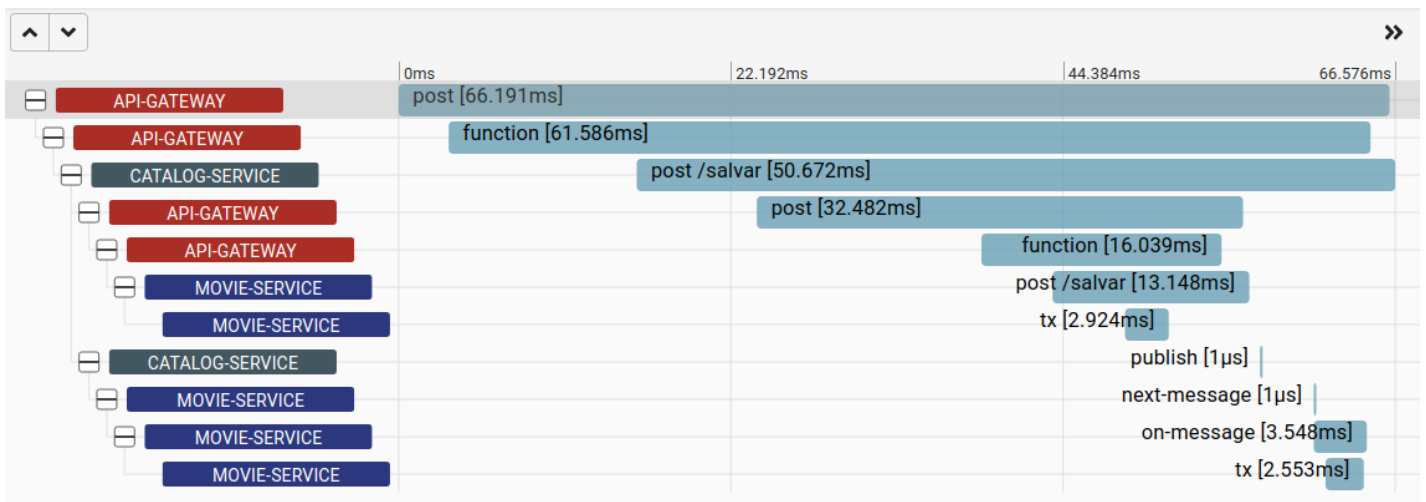 0ms 22.192ms 44.384ms 66.576ms
API-GATEWAY post [66.191ms]
API-GATEWAY function [61.586ms]
CATALOG-SERVICE post /salvar [50.672ms]
API-GATEWAY post [32.482ms]
API-GATEWAY function [16.039ms]
MOVIE-SERVICE post /salvar [13.148ms]
MOVIE-SERVICE tx [2.924ms]
CATALOG-SERVICE publish [1μs]
MOVIE-SERVICE next-message [1μs]
MOVIE-SERVICE on-message [3.548ms]
MOVIE-SERVICE tx [2.553ms]